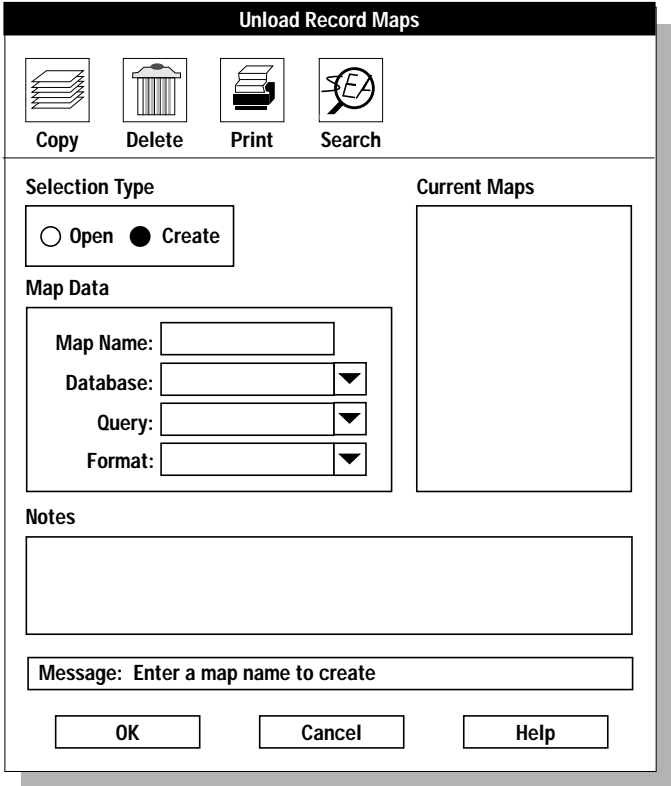 Unload Record Maps
Copy Delete Print Search
Selection Type
Open Create
Current Maps
Map Data
Map Name:
Database:
Query:
Format:
Notes
Message: Enter a map name to create
OK Cancel Help